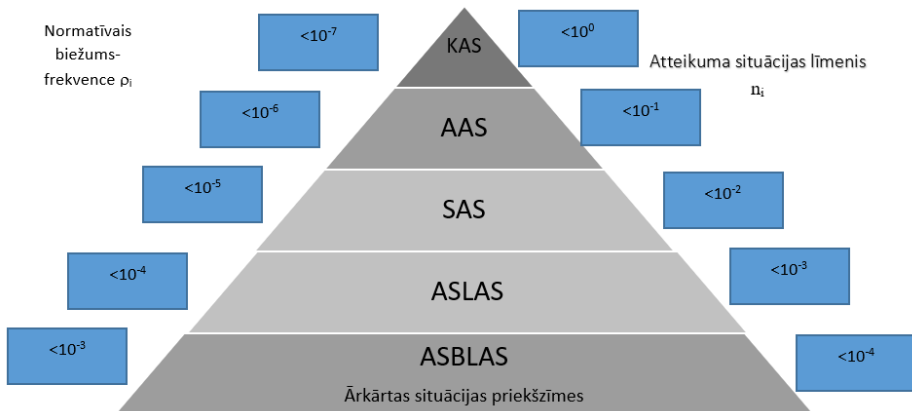 Normatīvais
biežums-
frekvence ρᵢ
<10⁻⁷
KAS
<10⁰
Atteikuma situācijas līmenis
nᵢ
<10⁻⁶
AAS
<10⁻¹
<10⁻⁵
SAS
<10⁻²
<10⁻⁴
ASLAS
<10⁻³
<10⁻³
ASBLAS
<10⁻⁴
Ārkārtas situācijas priekšzīmes